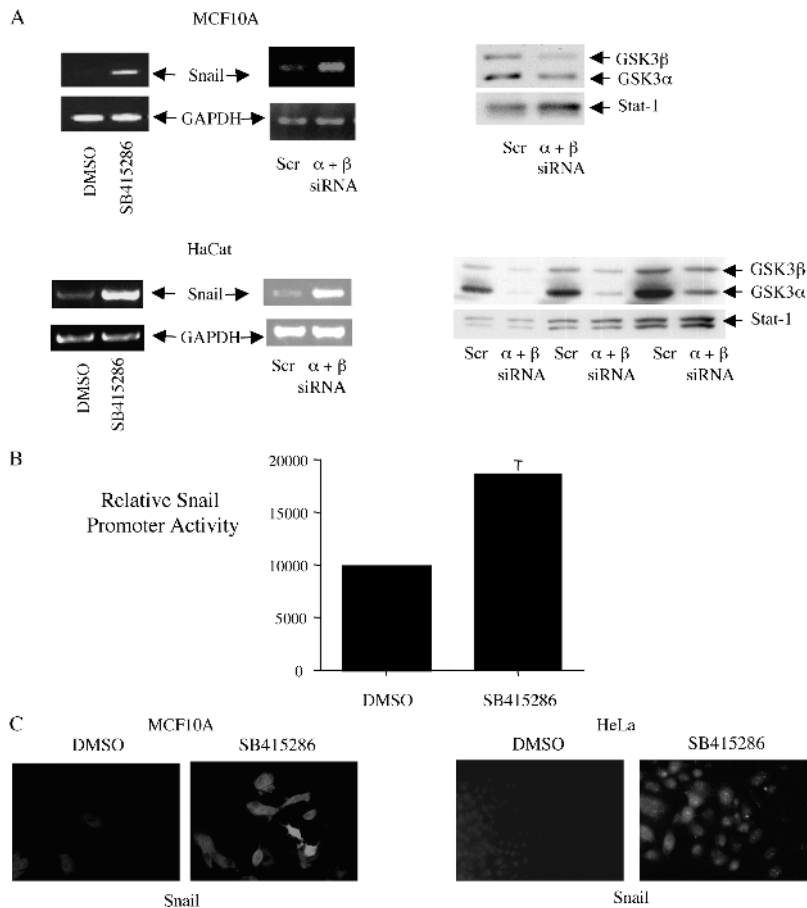 A
MCF10A
Snail
GAPDH
DMSO
SB415286
Scr α + β
siRNA
GSK3β
GSK3α
Stat-1
Scr α + β
siRNA
HaCat
Snail
GAPDH
DMSO
SB415286
Scr α + β
siRNA
GSK3β
GSK3α
Stat-1
Scr α + β Scr α + β Scr α + β
siRNA siRNA siRNA
B
Relative Snail
Promoter Activity
20000
15000
10000
5000
0
DMSO SB415286
C
MCF10A
DMSO SB415286
Snail
HeLa
DMSO SB415286
Snail